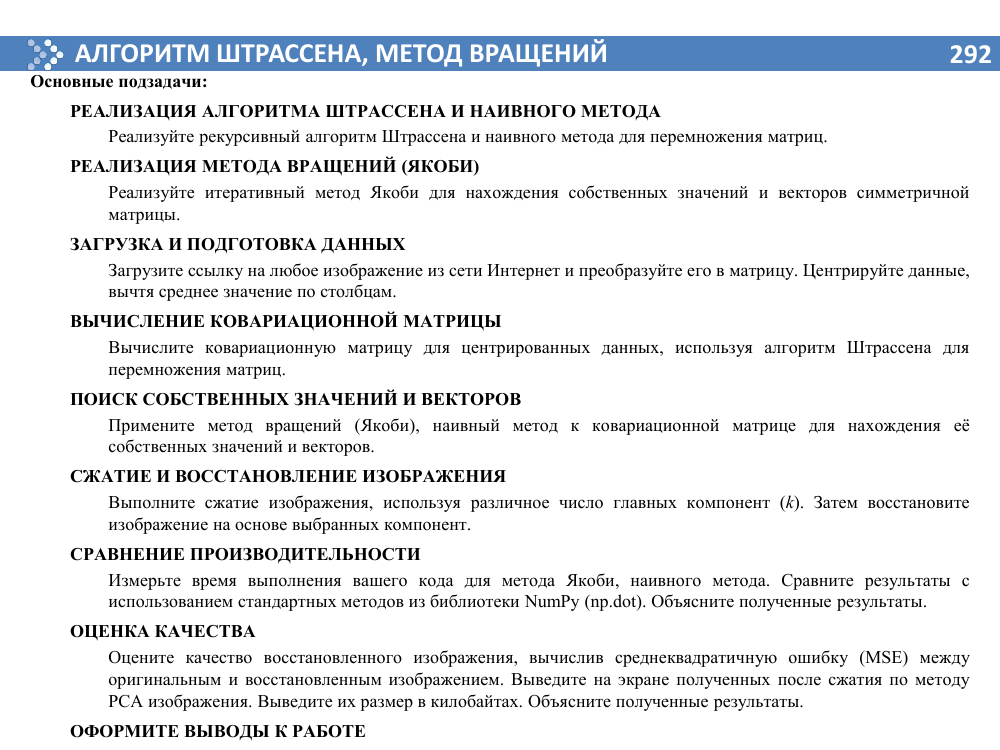 АЛГОРИТМ ШТРАССЕНА, МЕТОД ВРАЩЕНИЙ 292
Основные подзадачи:
РЕАЛИЗАЦИЯ АЛГОРИТМА ШТРАССЕНА И НАИВНОГО МЕТОДА
Реализуйте рекурсивный алгоритм Штрассена и наивного метода для перемножения матриц.
РЕАЛИЗАЦИЯ МЕТОДА ВРАЩЕНИЙ (ЯКОБИ)
Реализуйте итеративный метод Якоби для нахождения собственных значений и векторов симметричной
матрицы.
ЗАГРУЗКА И ПОДГОТОВКА ДАННЫХ
Загрузите ссылку на любое изображение из сети Интернет и преобразуйте его в матрицу. Центрируйте данные,
вычтя среднее значение по столбцам.
ВЫЧИСЛЕНИЕ КОВАРИАЦИОННОЙ МАТРИЦЫ
Вычислите ковариационную матрицу для центрированных данных, используя алгоритм Штрассена для
перемножения матриц.
ПОИСК СОБСТВЕННЫХ ЗНАЧЕНИЙ И ВЕКТОРОВ
Примените метод вращений (Якоби), наивный метод к ковариационной матрице для нахождения её
собственных значений и векторов.
СЖАТИЕ И ВОССТАНОВЛЕНИЕ ИЗОБРАЖЕНИЯ
Выполните сжатие изображения, используя различное число главных компонент (k). Затем восстановите
изображение на основе выбранных компонент.
СРАВНЕНИЕ ПРОИЗВОДИТЕЛЬНОСТИ
Измерьте время выполнения вашего кода для метода Якоби, наивного метода. Сравните результаты с
использованием стандартных методов из библиотеки NumPy (np.dot). Объясните полученные результаты.
ОЦЕНКА КАЧЕСТВА
Оцените качество восстановленного изображения, вычислив среднеквадратичную ошибку (MSE) между
оригинальным и восстановленным изображением. Выведите на экране полученных после сжатия по методу
PCA изображения. Выведите их размер в килобайтах. Объясните полученные результаты.
ОФОРМИТЕ ВЫВОДЫ К РАБОТЕ